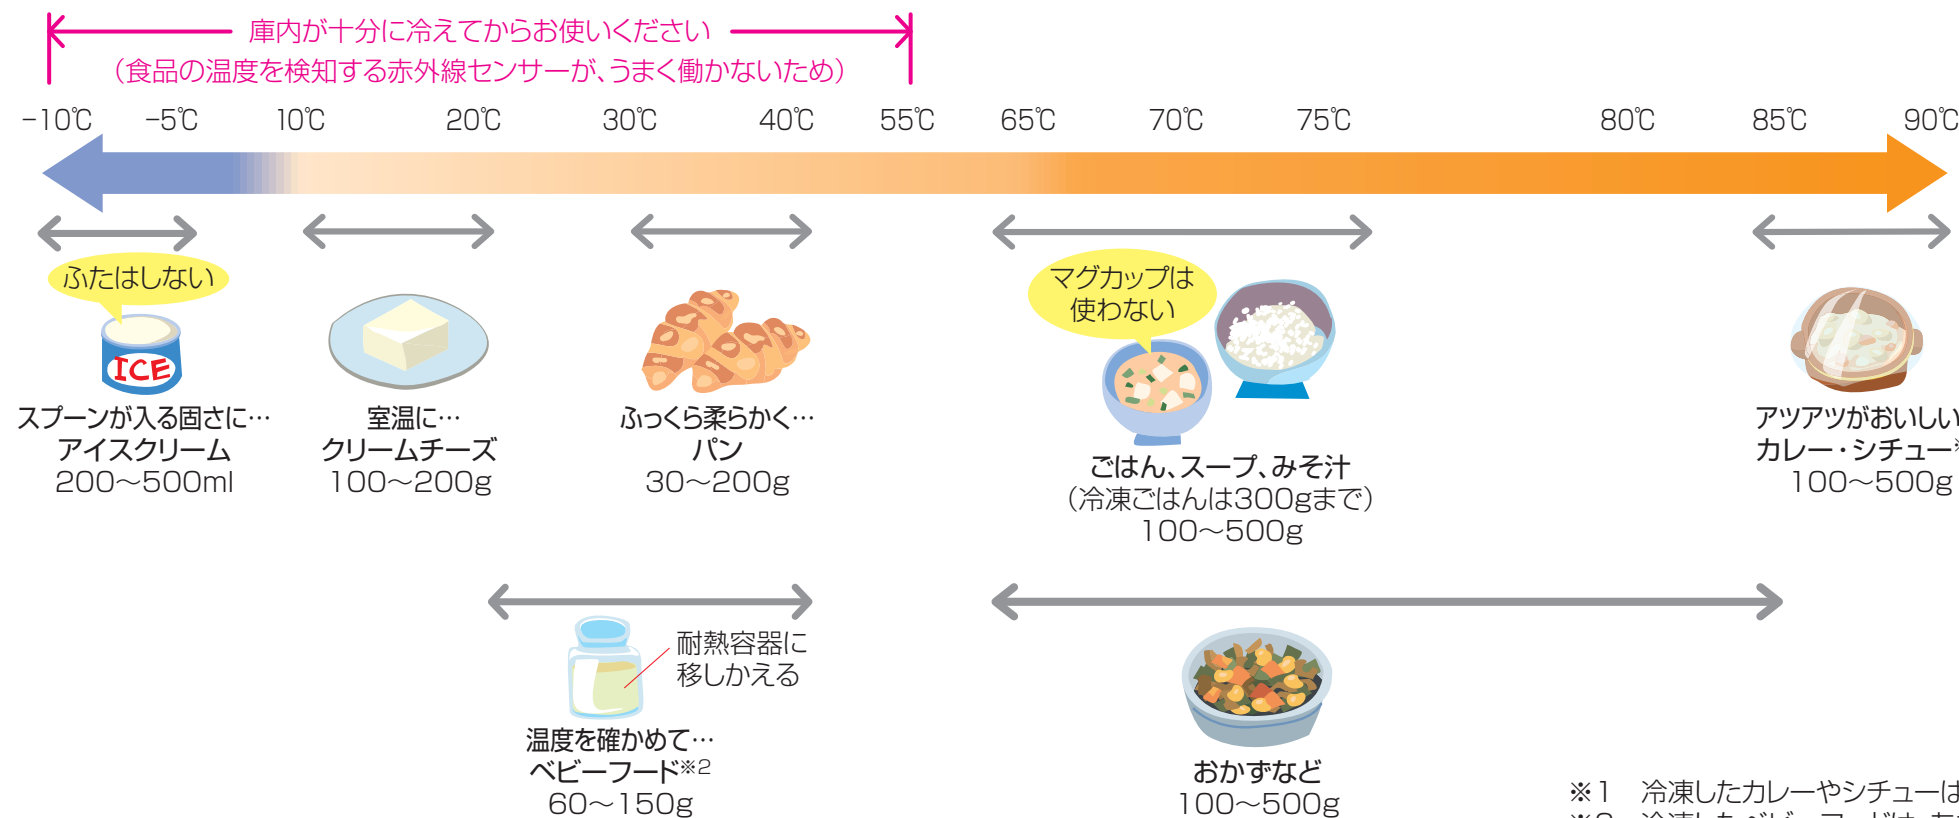 庫内が十分に冷えてからお使いください
（食品の温度を検知する赤外線センサーが、うまく働かないため）
−10℃ −5℃ 10℃ 20℃ 30℃ 40℃ 55℃ 65℃ 70℃ 75℃ 80℃ 85℃ 90℃
ふたはしない
ICE
スプーンが入る固さに…
アイスクリーム
200〜500ml
室温に…
クリームチーズ
100〜200g
ふっくら柔らかく…
パン
30〜200g
マグカップは
使わない
ごはん、スープ、みそ汁
（冷凍ごはんは300gまで）
100〜500g
アツアツがおいしい
カレー・シチュー※
100〜500g
耐熱容器に
移しかえる
温度を確かめて…
ベビーフード※2
60〜150g
おかずなど
100〜500g
※1 冷凍したカレーやシチューは